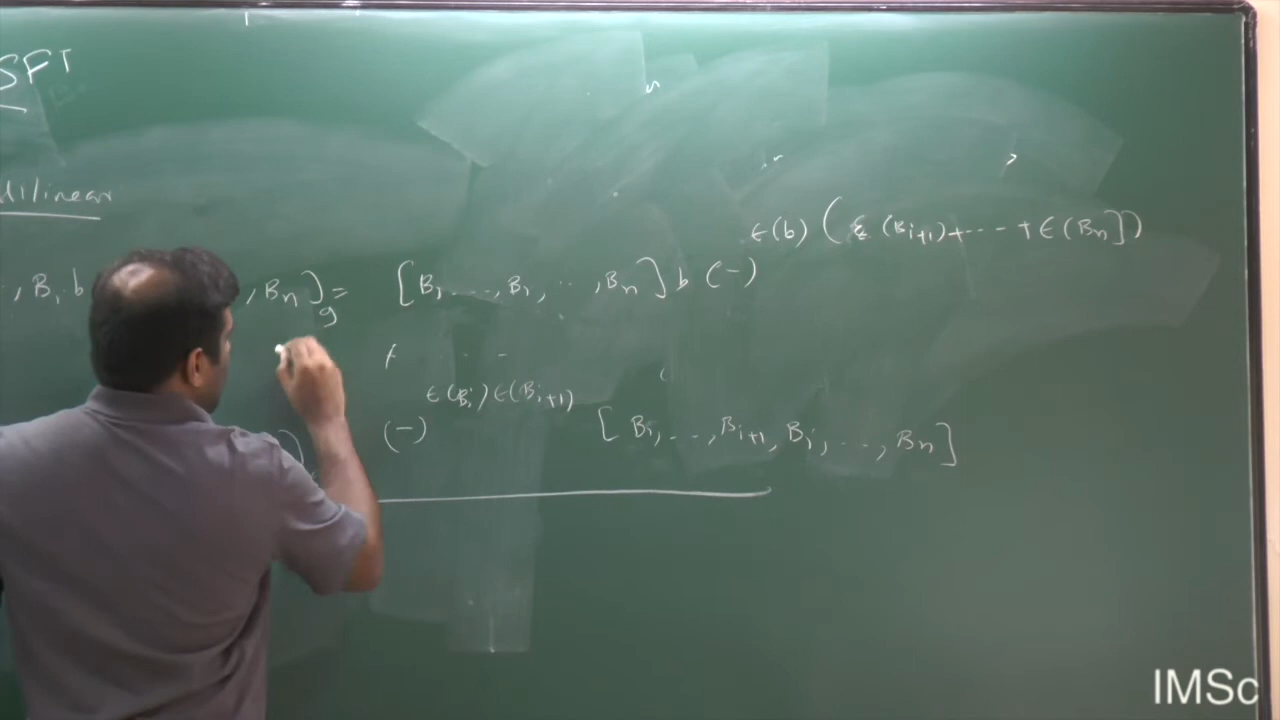 SFT
, B_i b
, B_n ]_g = [ B_1, ..., B_i, .., B_n ] b (-)^{ϵ(b) ( ϵ(B_{i+1}) + --- + ϵ(B_n) )}
(-)^{ϵ(B_i) ϵ(B_{i+1})} [ B_1, ..., B_{i+1}, B_i, ..., B_n ]
IMSc